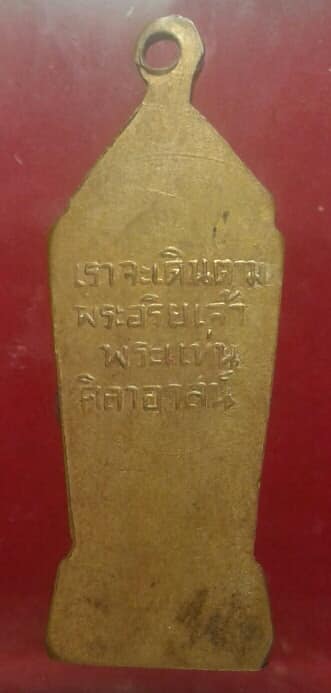 เราจะเดินตาม
พระอริยเจ้า
พระแท่น
ศิลาอาสน์